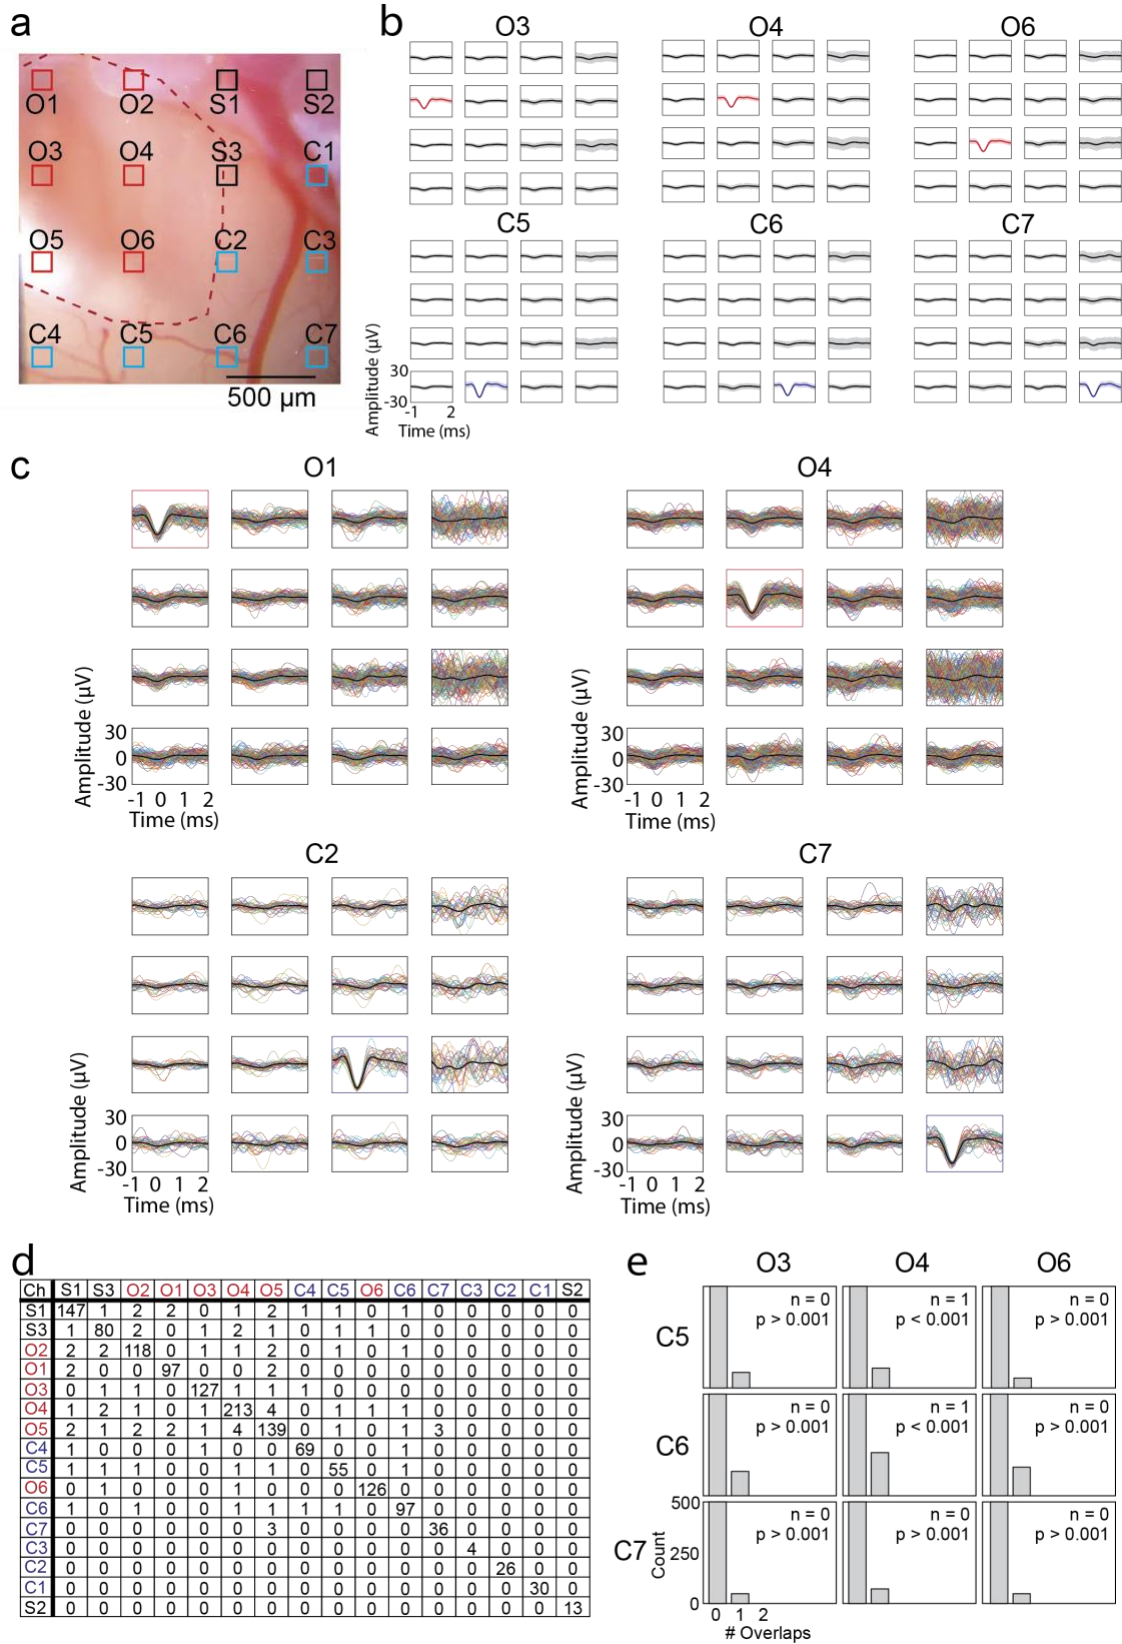 a
O1 O2 S1 S2
O3 O4 S3 C1
O5 O6 C2 C3
C4 C5 C6 C7
500 µm
b
O3 O4 O6
C5 C6 C7
Amplitude (µV)
30
-30
-1 2
Time (ms)
c
O1 O4
Amplitude (µV)
30
0
-30
-1 0 1 2
Time (ms)
Amplitude (µV)
30
0
-30
-1 0 1 2
Time (ms)
C2 C7
Amplitude (µV)
30
0
-30
-1 0 1 2
Time (ms)
Amplitude (µV)
30
0
-30
-1 0 1 2
Time (ms)
d
Ch S1 S3 O2 O1 O3 O4 O5 C4 C5 O6 C6 C7 C3 C2 C1 S2
S1 147 1 2 2 0 1 2 1 1 0 1 0 0 0 0 0
S3 1 80 2 0 1 2 1 0 1 1 0 0 0 0 0 0
O2 2 2 118 0 1 1 2 0 1 0 1 0 0 0 0 0
O1 2 0 0 97 0 0 2 0 0 0 0 0 0 0 0 0
O3 0 1 1 0 127 1 1 1 0 0 0 0 0 0 0 0
O4 1 2 1 0 1 213 4 0 1 1 1 0 0 0 0 0
O5 2 1 2 2 1 4 139 0 1 0 1 3 0 0 0 0
C4 1 0 0 0 1 0 0 69 0 0 1 0 0 0 0 0
C5 1 1 1 0 0 1 1 0 55 0 1 0 0 0 0 0
O6 0 1 0 0 0 1 0 0 0 126 0 0 0 0 0 0
C6 1 0 1 0 0 1 1 1 1 0 97 0 0 0 0 0
C7 0 0 0 0 0 0 3 0 0 0 0 36 0 0 0 0
C3 0 0 0 0 0 0 0 0 0 0 0 0 4 0 0 0
C2 0 0 0 0 0 0 0 0 0 0 0 0 0 26 0 0
C1 0 0 0 0 0 0 0 0 0 0 0 0 0 0 30 0
S2 0 0 0 0 0 0 0 0 0 0 0 0 0 0 0 13
e
O3 O4 O6
C5
n = 0
p > 0.001
n = 1
p < 0.001
n = 0
p > 0.001
C6
n = 0
p > 0.001
n = 1
p < 0.001
n = 0
p > 0.001
C7
n = 0
p > 0.001
n = 0
p > 0.001
n = 0
p > 0.001
Count
500
250
0
0 1 2
# Overlaps